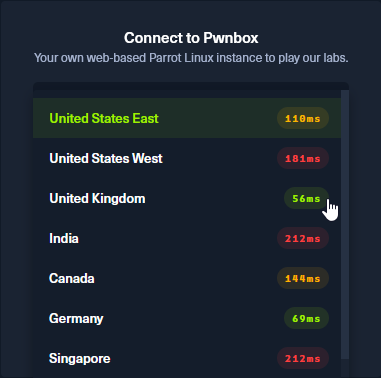 Connect to Pwnbox
Your own web-based Parrot Linux instance to play our labs.
United States East 110ms
United States West 181ms
United Kingdom 56ms
India 212ms
Canada 144ms
Germany 69ms
Singapore 212ms